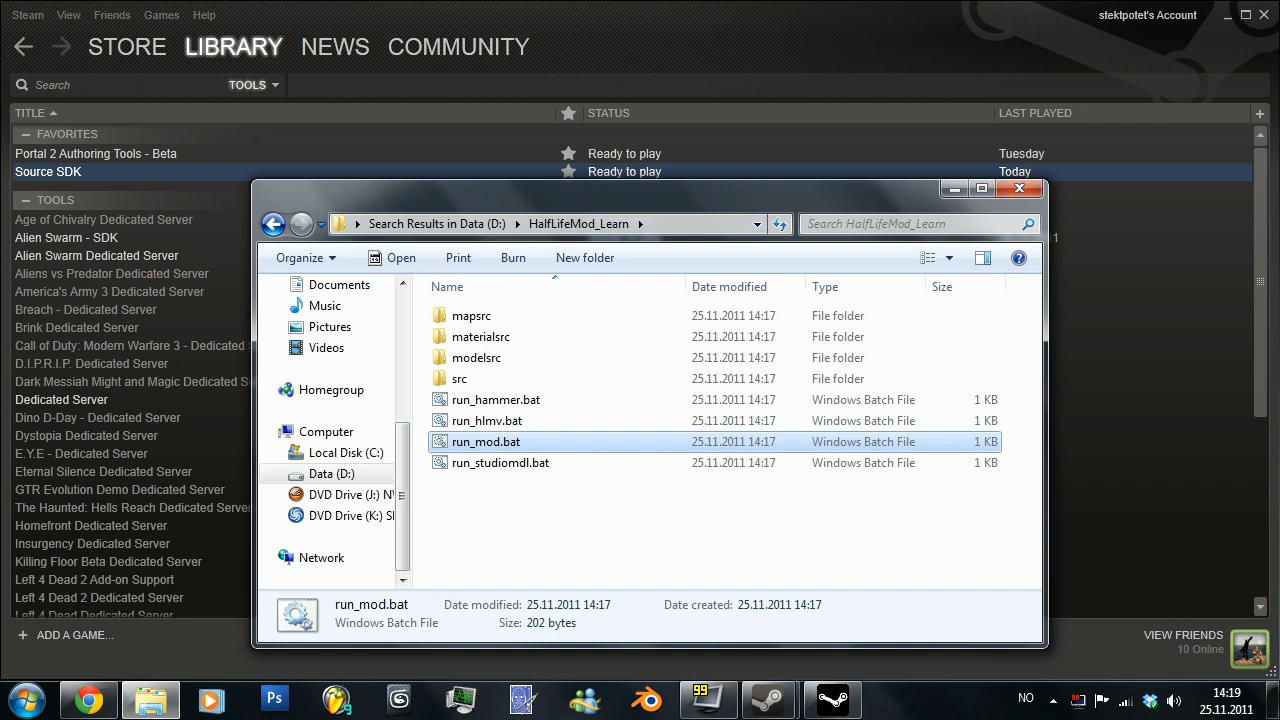 Steam View Friends Games Help stektpotet's Account
STORE LIBRARY NEWS COMMUNITY
Search TOOLS
TITLE STATUS LAST PLAYED
FAVORITES
Portal 2 Authoring Tools - Beta Ready to play Tuesday
Source SDK Ready to play Today
TOOLS
Age of Chivalry Dedicated Server
Alien Swarm - SDK
Alien Swarm Dedicated Server
Aliens vs Predator Dedicated Server
America's Army 3 Dedicated Server
Breach - Dedicated Server
Brink Dedicated Server
Call of Duty: Modern Warfare 3 - Dedicated S
D.I.P.R.I.P. Dedicated Server
Dark Messiah Might and Magic Dedicated S
Dedicated Server
Dino D-Day - Dedicated Server
Dystopia Dedicated Server
E.Y.E - Dedicated Server
Eternal Silence Dedicated Server
GTR Evolution Demo Dedicated Server
The Haunted: Hells Reach Dedicated Server
Homefront Dedicated Server
Insurgency Dedicated Server
Killing Floor Beta Dedicated Server
Left 4 Dead 2 Add-on Support
Left 4 Dead 2 Dedicated Server
Left 4 Dead Dedicated Server
Search Results in Data (D:) HalfLifeMod_Learn Search HalfLifeMod_Learn
Organize Open Print Burn New folder
Documents
Music
Pictures
Videos
Homegroup
Computer
Local Disk (C:)
Data (D:)
DVD Drive (J:) N
DVD Drive (K:) S
Network
Name Date modified Type Size
mapsrc 25.11.2011 14:17 File folder
materialsrc 25.11.2011 14:17 File folder
modelsrc 25.11.2011 14:17 File folder
src 25.11.2011 14:17 File folder
run_hammer.bat 25.11.2011 14:17 Windows Batch File 1 KB
run_hlmv.bat 25.11.2011 14:17 Windows Batch File 1 KB
run_mod.bat 25.11.2011 14:17 Windows Batch File 1 KB
run_studiomdl.bat 25.11.2011 14:17 Windows Batch File 1 KB
run_mod.bat Date modified: 25.11.2011 14:17 Date created: 25.11.2011 14:17
Windows Batch File Size: 202 bytes
ADD A GAME...
VIEW FRIENDS
10 Online
Ps
99
NO
99
14:19
25.11.2011